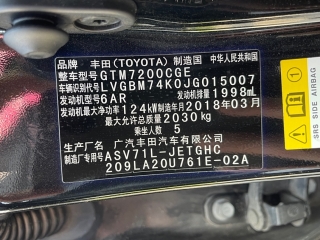 品牌 丰田(TOYOTA) 制造国 中华人民共和国
整车型号 GTM7200CGE
车辆识别代号 LVGBM74K0JG015007
发动机型号 6AR 发动机排量 1998mL
发动机最大净功率 124kW 制造年月 2018年03月
最大允许总质量 2030kg
乘坐人数 5
广汽丰田汽车有限公司
制造厂专用号 ASV71L-JETGHC
209LA20U761E-02A
SRS SIDE AIRBAG